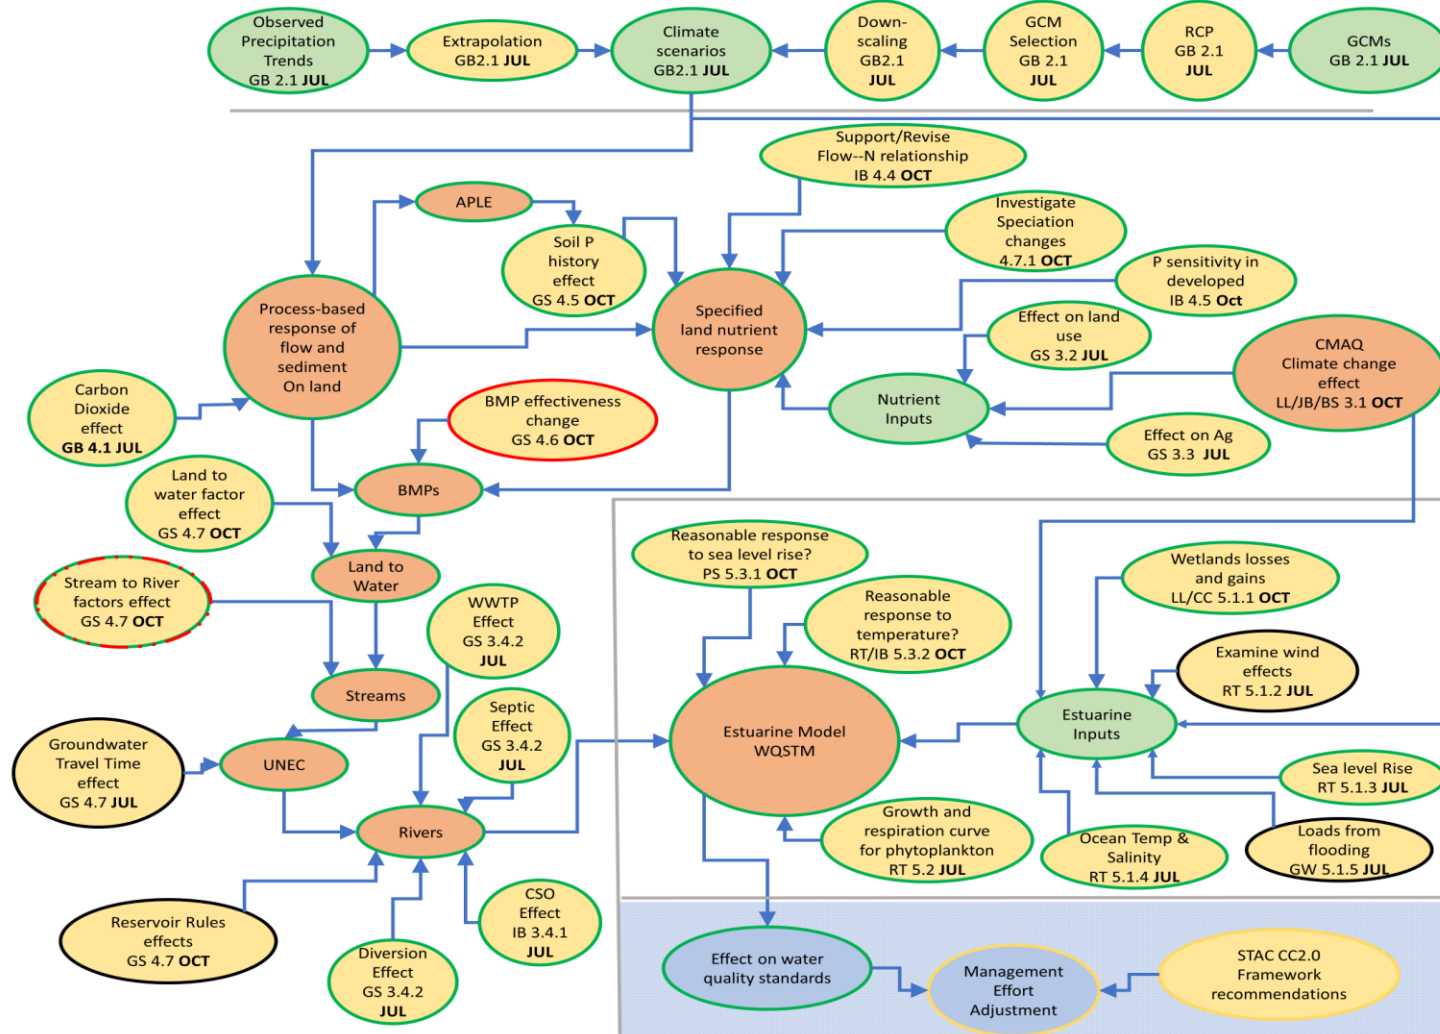 Observed
Precipitation
Trends
GB 2.1 JUL
Extrapolation
GB2.1 JUL
Climate
scenarios
GB2.1 JUL
Down-
scaling
GB2.1
JUL
GCM
Selection
GB 2.1
JUL
RCP
GB 2.1
JUL
GCMs
GB 2.1 JUL
Support/Revise
Flow--N relationship
IB 4.4 OCT
APLE
Soil P
history
effect
GS 4.5 OCT
Investigate
Speciation
changes
4.7.1 OCT
P sensitivity in
developed
IB 4.5 Oct
Process-based
response of
flow and
sediment
On land
Specified
land nutrient
response
Effect on land
use
GS 3.2 JUL
CMAQ
Climate change
effect
LL/JB/BS 3.1 OCT
Carbon
Dioxide
effect
GB 4.1 JUL
BMP effectiveness
change
GS 4.6 OCT
Nutrient
Inputs
Effect on Ag
GS 3.3 JUL
Land to
water factor
effect
GS 4.7 OCT
BMPs
Land to
Water
Stream to River
factors effect
GS 4.7 OCT
WWTP
Effect
GS 3.4.2
JUL
Reasonable response
to sea level rise?
PS 5.3.1 OCT
Reasonable
response to
temperature?
RT/IB 5.3.2 OCT
Wetlands losses
and gains
LL/CC 5.1.1 OCT
Examine wind
effects
RT 5.1.2 JUL
Streams
Septic
Effect
GS 3.4.2
JUL
Estuarine Model
WQSTM
Estuarine
Inputs
Groundwater
Travel Time
effect
GS 4.7 JUL
UNEC
Sea level Rise
RT 5.1.3 JUL
Rivers
Growth and
respiration curve
for phytoplankton
RT 5.2 JUL
Ocean Temp &
Salinity
RT 5.1.4 JUL
Loads from
flooding
GW 5.1.5 JUL
Reservoir Rules
effects
GS 4.7 OCT
Diversion
Effect
GS 3.4.2
JUL
CSO
Effect
IB 3.4.1
JUL
Effect on water
quality standards
Management
Effort
Adjustment
STAC CC2.0
Framework
recommendations